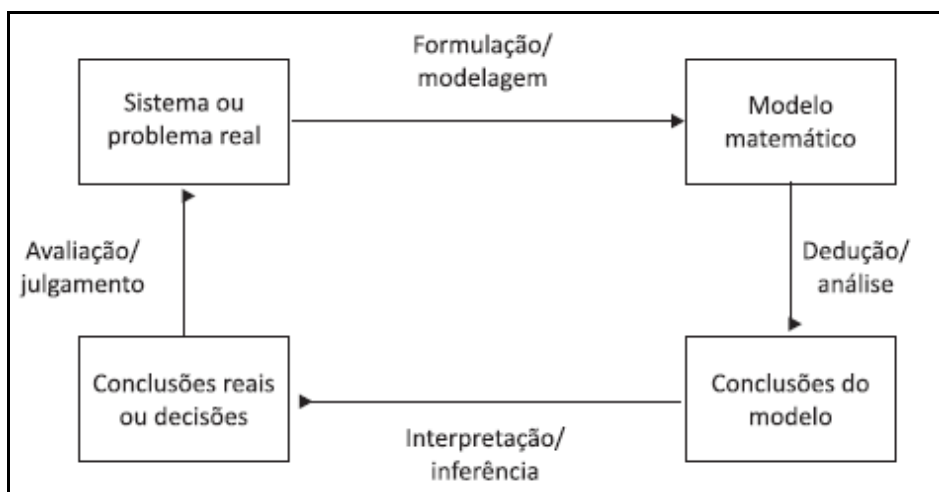 Formulação/
modelagem
Sistema ou
problema real
Modelo
matemático
Avaliação/
julgamento
Dedução/
análise
Conclusões reais
ou decisões
Conclusões do
modelo
Interpretação/
inferência